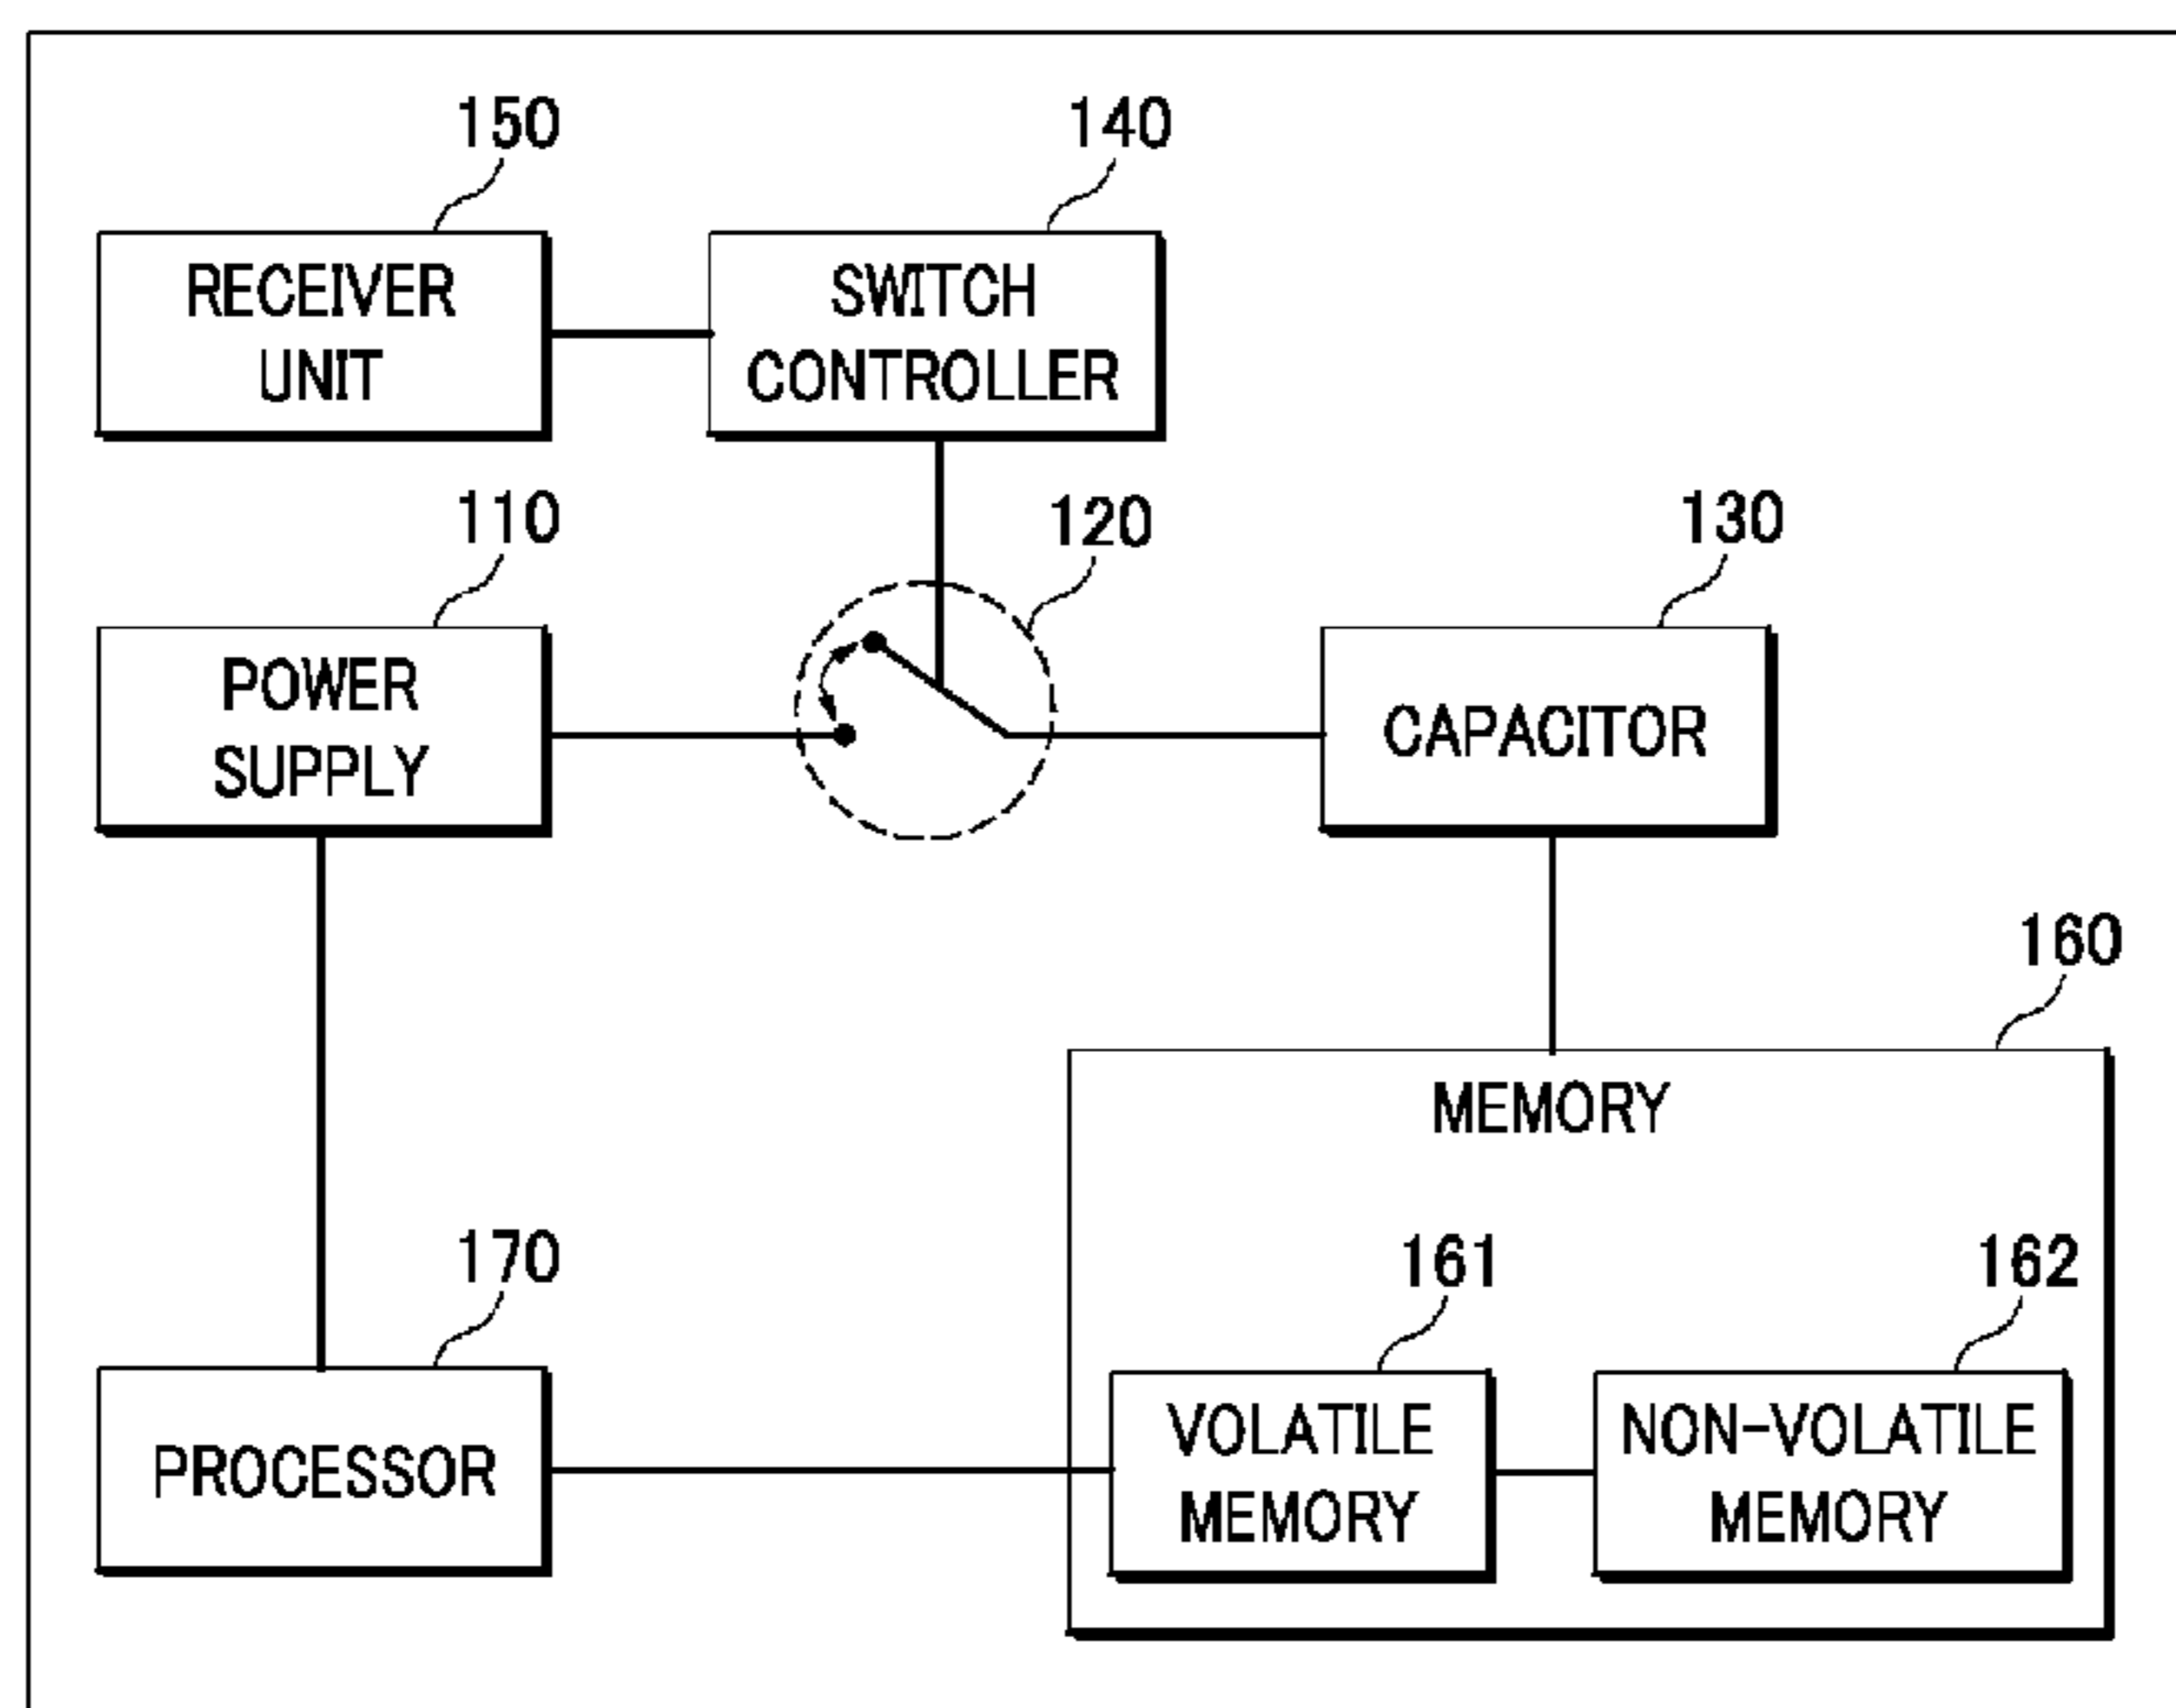 150
140
RECEIVER
UNIT
SWITCH
CONTROLLER
110
120
130
POWER
SUPPLY
CAPACITOR
160
MEMORY
170
161
162
PROCESSOR
VOLATILE
MEMORY
NON-VOLATILE
MEMORY